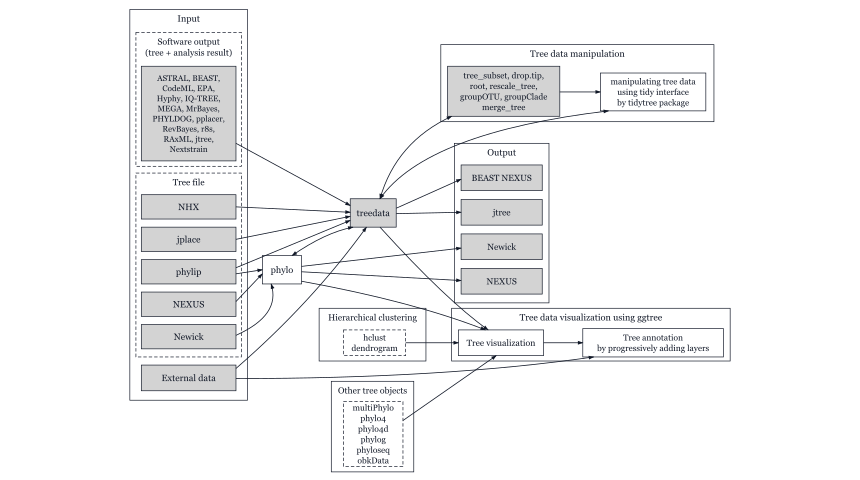 Input
Software output
(tree + analysis result)
ASTRAL, BEAST,
CodeML, EPA,
Hyphy, IQ-TREE,
MEGA, MrBayes,
PHYLDOG, pplacer,
RevBayes, r8s,
RAxML, jtree,
Nextstrain
Tree file
NHX
jplace
phylip
NEXUS
Newick
External data
treedata
phylo
Tree data manipulation
tree_subset, drop.tip,
root, rescale_tree,
groupOTU, groupClade
merge_tree
manipulating tree data
using tidy interface
by tidytree package
Output
BEAST NEXUS
jtree
Newick
NEXUS
Hierarchical clustering
hclust
dendrogram
Tree data visualization using ggtree
Tree visualization
Tree annotation
by progressively adding layers
Other tree objects
multiPhylo
phylo4
phylo4d
phylog
phyloseq
obkData